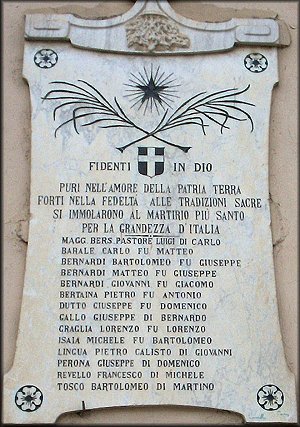 FIDENTI IN DIO
PURI NELL'AMORE DELLA PATRIA TERRA
FORTI NELLA FEDELTÀ ALLE TRADIZIONI SACRE
SI IMMOLARONO AL MARTIRIO PIÙ SANTO
PER LA GRANDEZZA D'ITALIA
MAGG. BERS. PASTORE LUIGI DI CARLO
BARALE CARLO FU MATTEO
BERNARDI BARTOLOMEO FU GIUSEPPE
BERNARDI MATTEO FU GIUSEPPE
BERNARDI GIOVANNI FU GIACOMO
BERTAINA PIETRO FU ANTONIO
DUTTO GIUSEPPE FU DOMENICO
GALLO GIUSEPPE DI BERNARDO
GRAGLIA LORENZO FU LORENZO
ISAIA MICHELE FU BARTOLOMEO
LINGUA PIETRO CALISTO DI GIOVANNI
PERONA GIUSEPPE DI DOMENICO
REVELLO FRANCESCO DI MICHELE
TOSCO BARTOLOMEO DI MARTINO